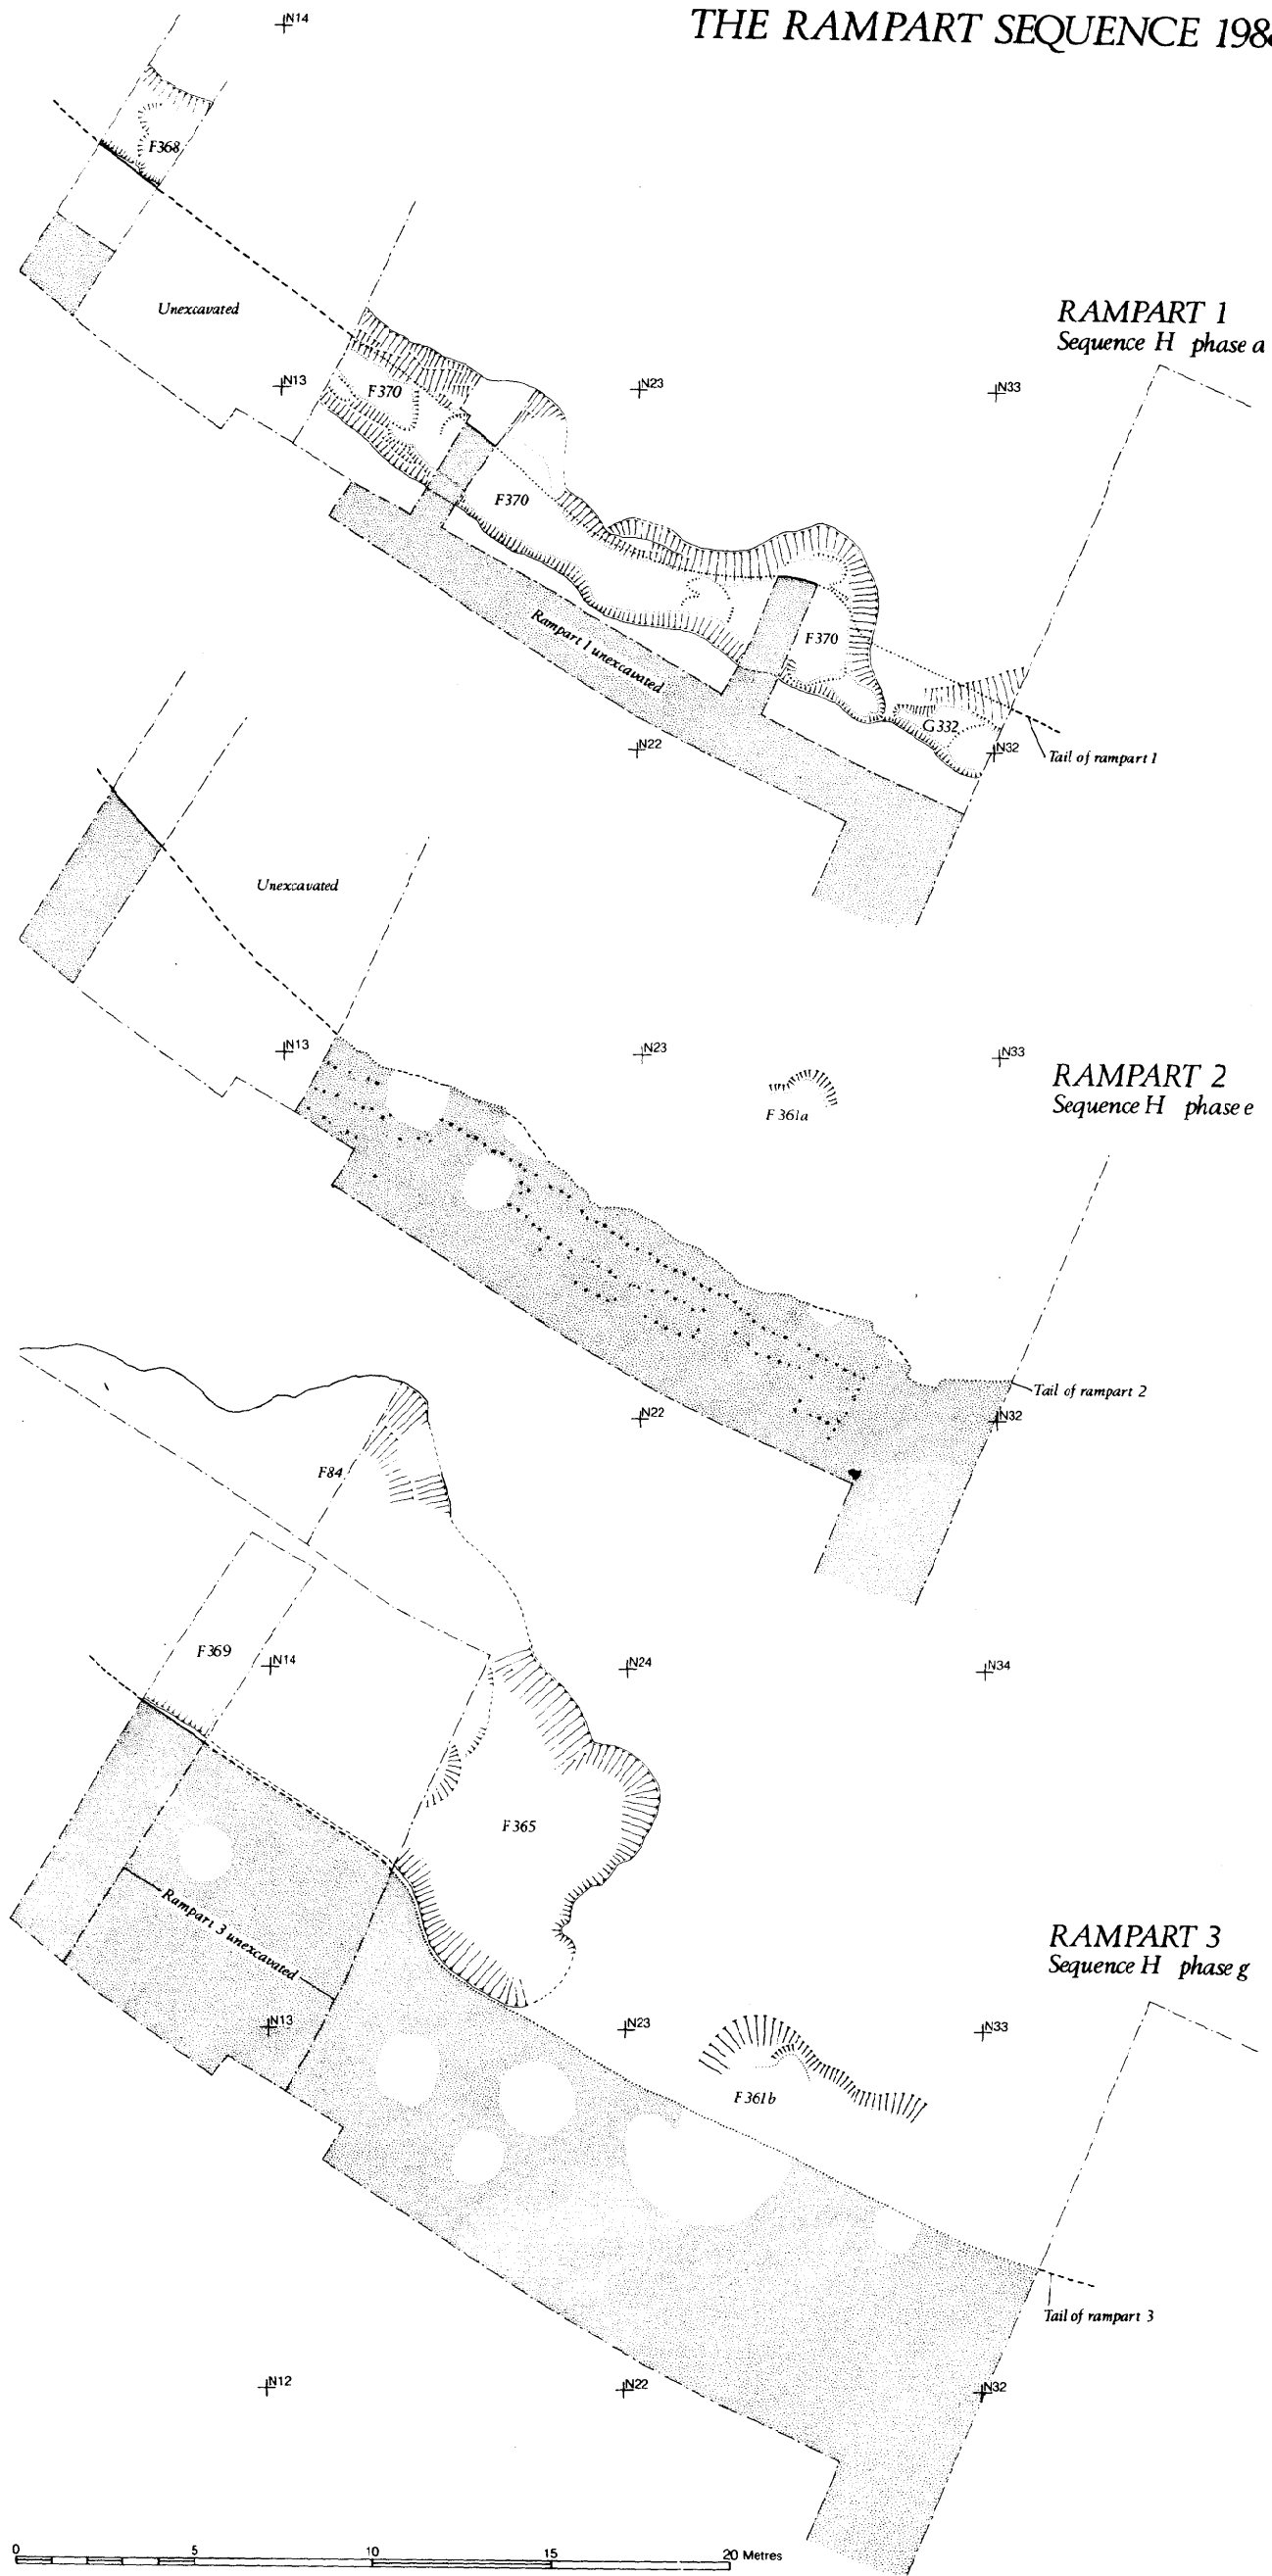 THE RAMPART SEQUENCE 198
N14
F368
Unexcavated
RAMPART 1
Sequence H phase a
N13
N23
N33
F370
F370
F370
Rampart 1 unexcavated
G332
N22
N32
Tail of rampart 1
Unexcavated
N13
N23
N33
RAMPART 2
Sequence H phase e
F361a
Tail of rampart 2
N22
N32
F84
F369
N14
N24
N34
F365
Rampart 3 unexcavated
RAMPART 3
Sequence H phase g
N13
N23
N33
F361b
Tail of rampart 3
N12
N22
N32
0 5 10 15 20 Metres